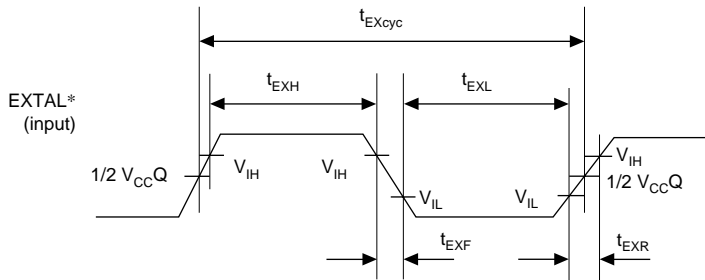 tEXcyc
EXTAL*
(input)
tEXH
tEXL
1/2 VCCQ
VIH
VIH
VIL
VIL
VIH
1/2 VCCQ
tEXF
tEXR